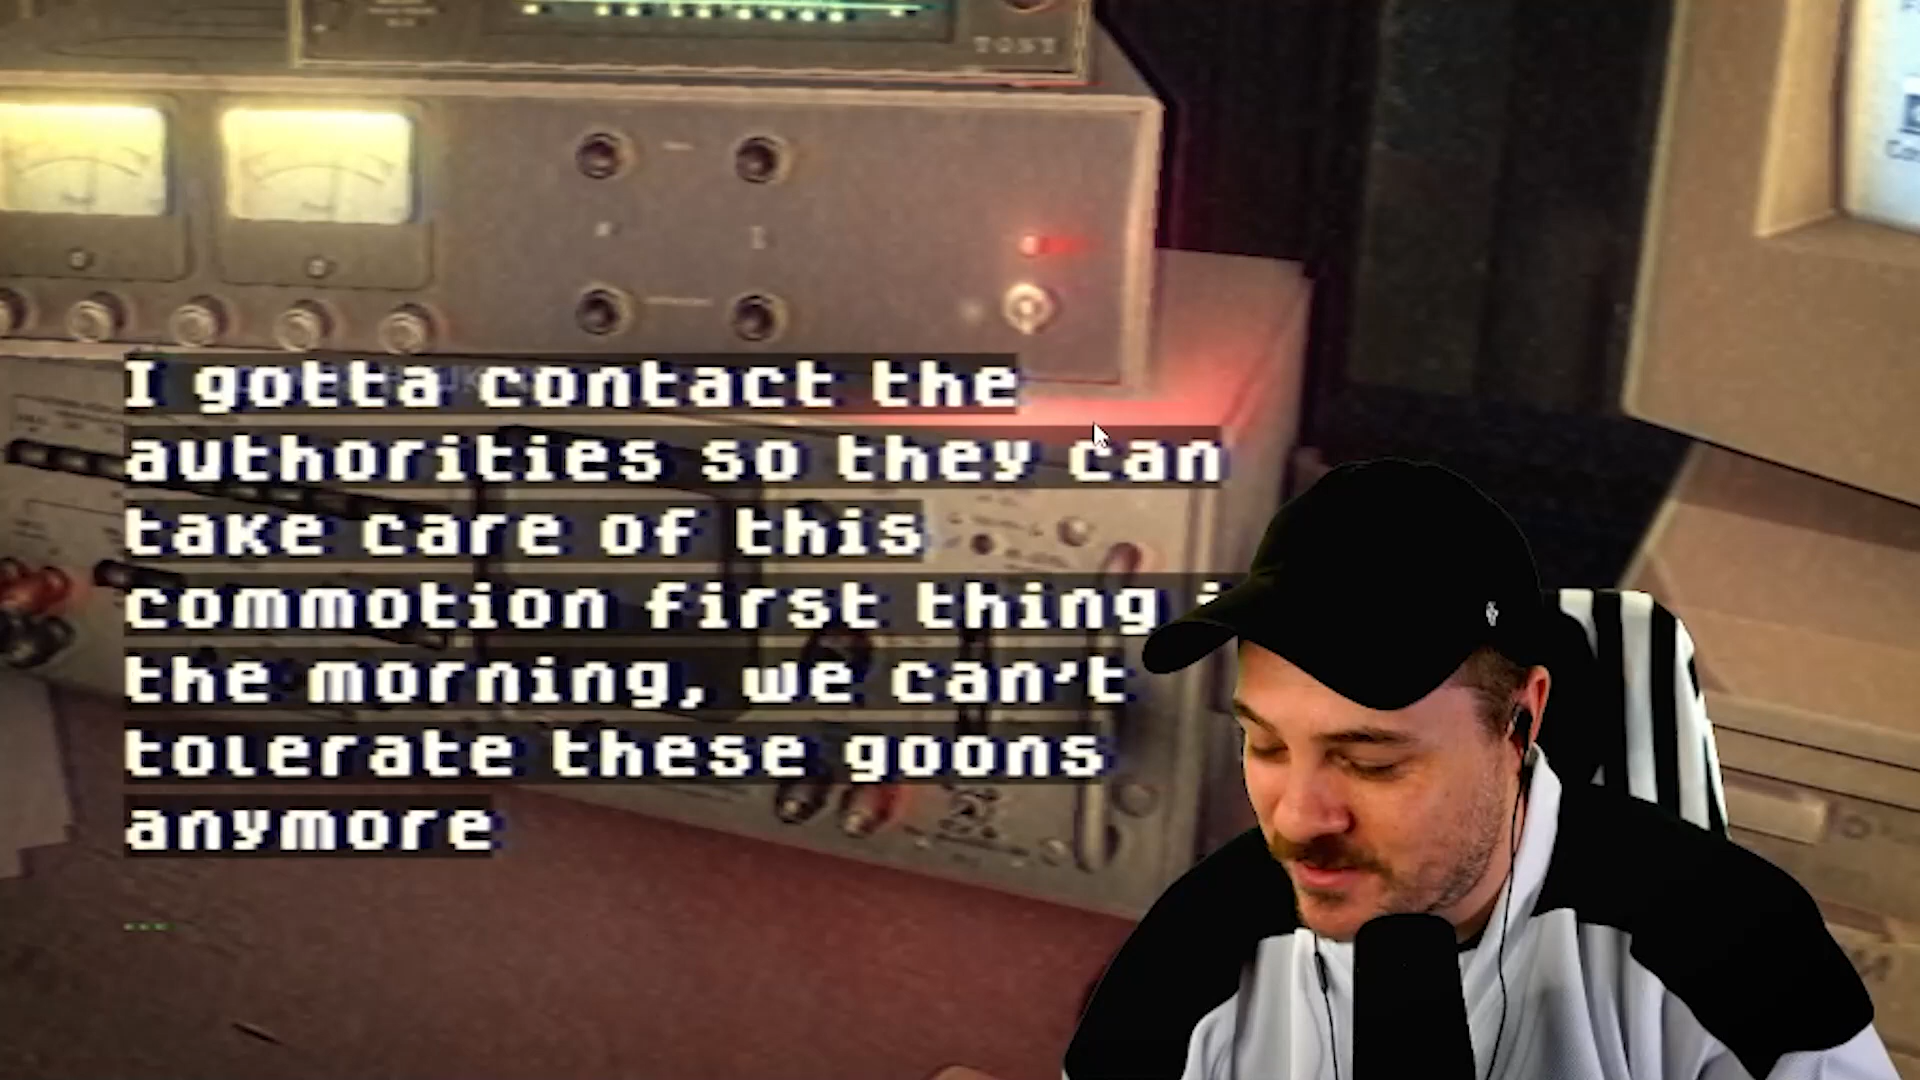 TONY
I gotta contact the
authorities so they can
take care of this
commotion first thing i
the morning, we can't
tolerate these goons
anymore
...